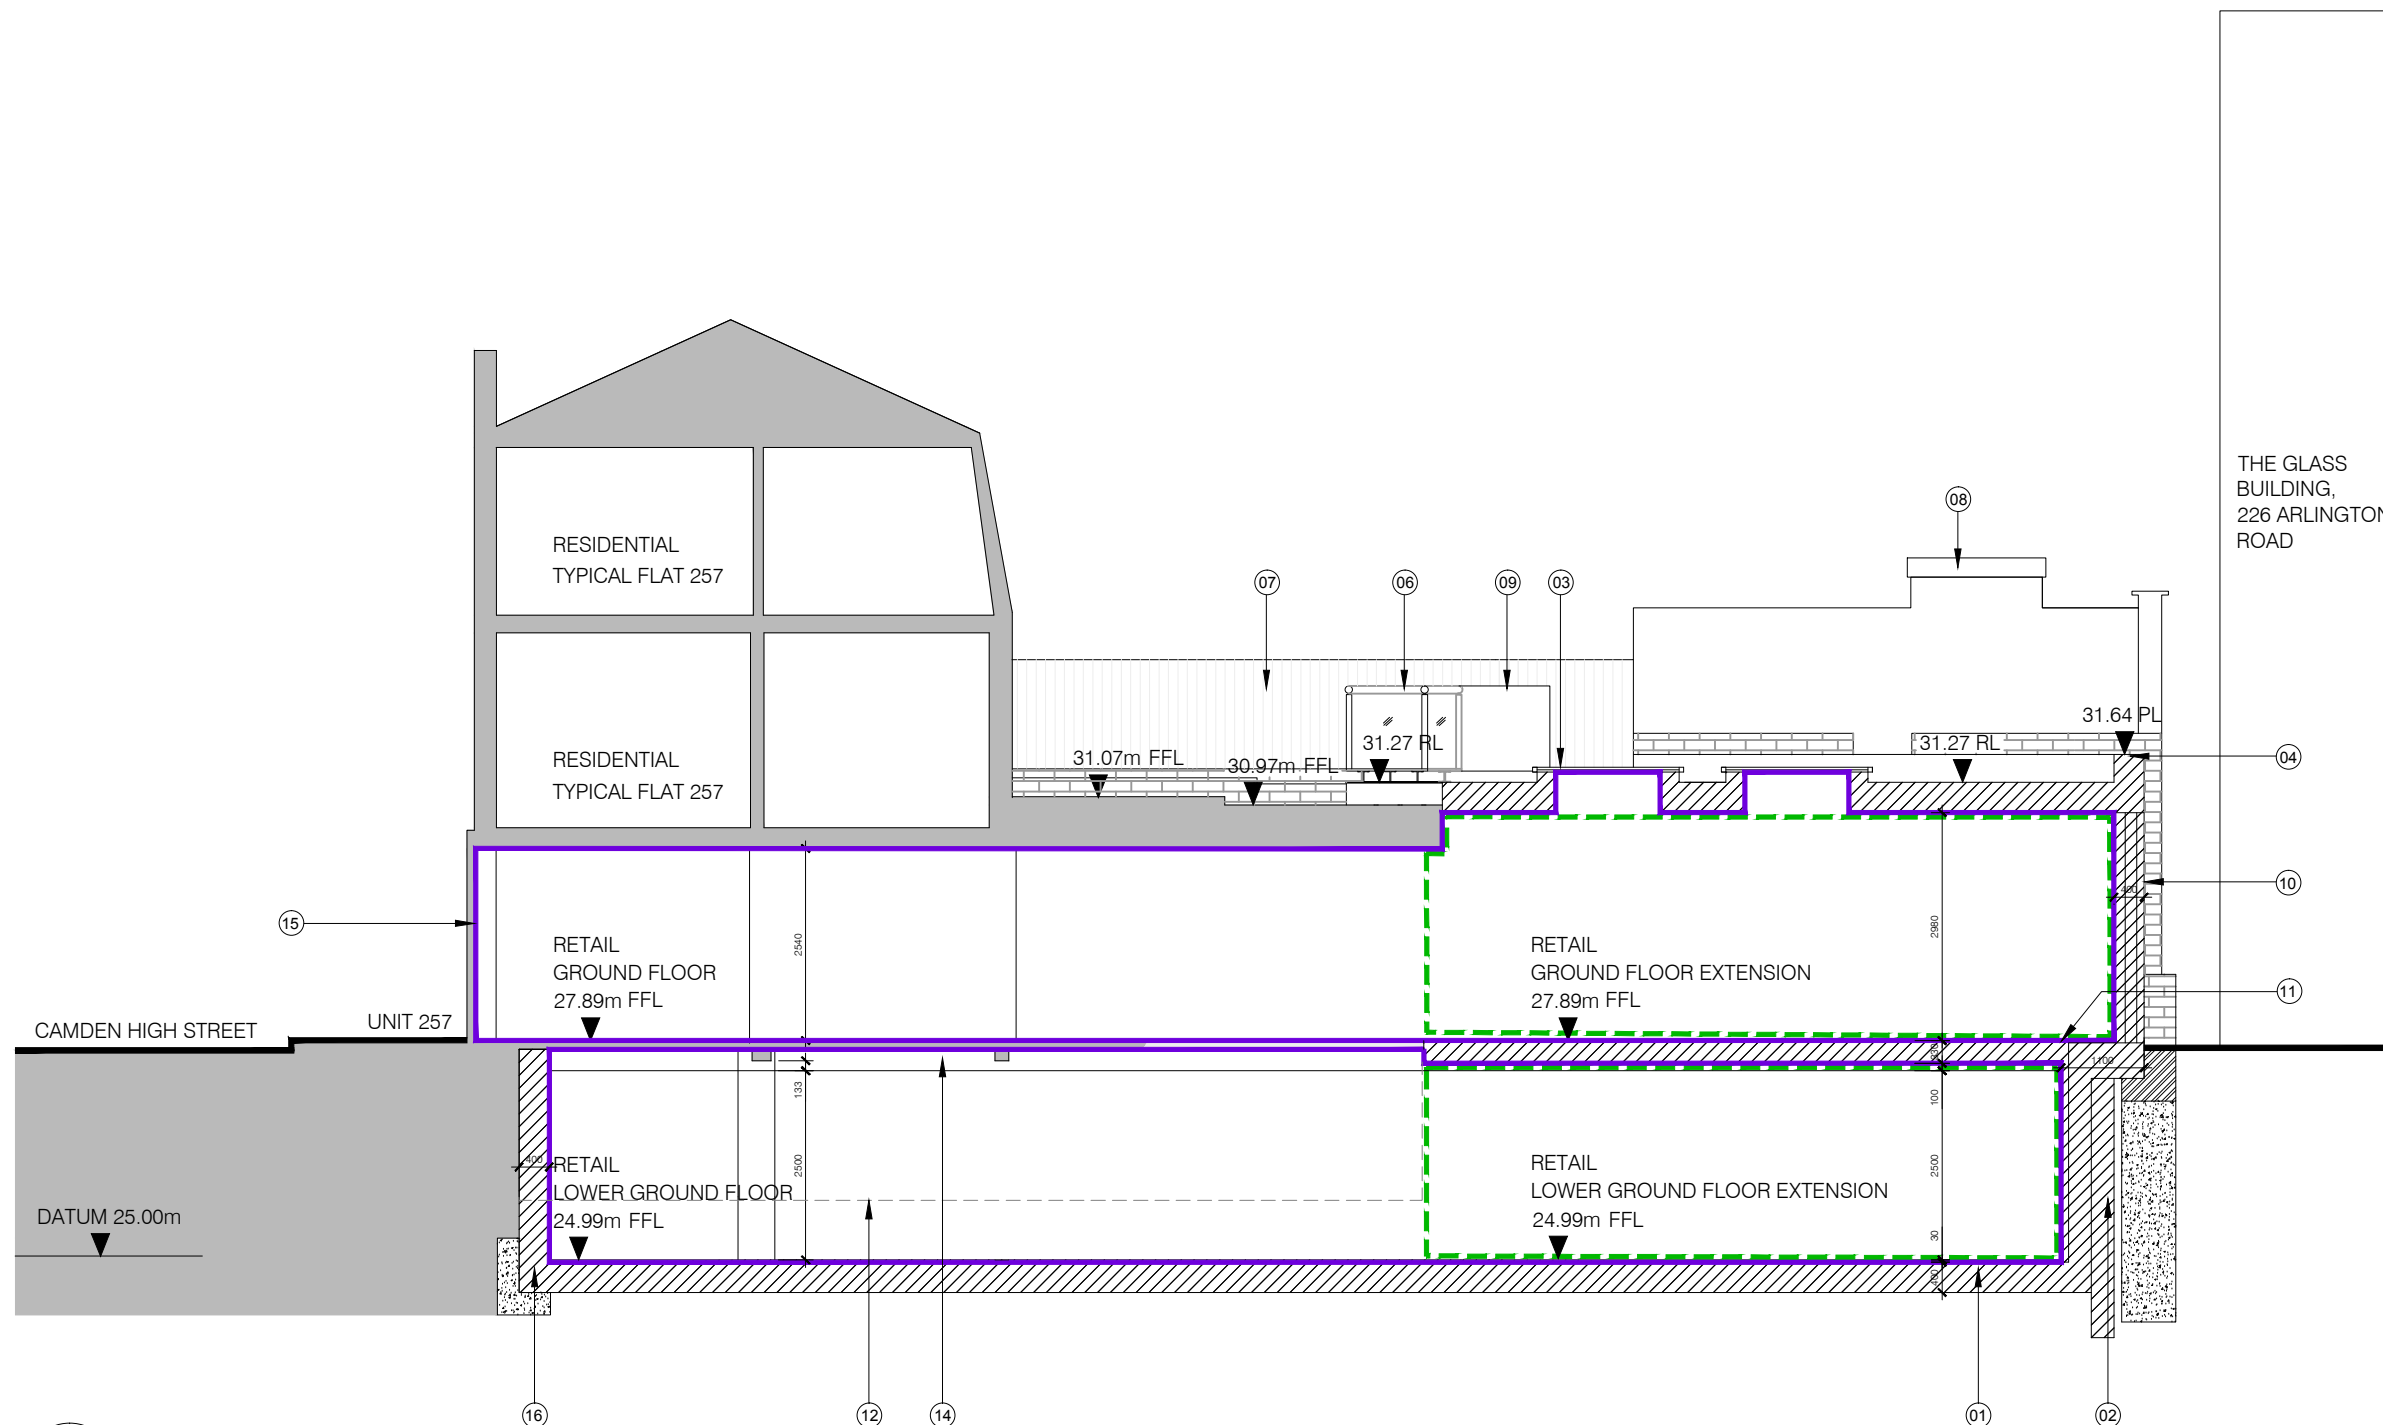 THE GLASS
BUILDING,
226 ARLINGTON
ROAD
08
07
06
09
03
RESIDENTIAL
TYPICAL FLAT 257
RESIDENTIAL
TYPICAL FLAT 257
31.07m FFL
30.97m FFL
31.27 RL
31.27 RL
31.64 PL
04
10
400
11
15
2540
2980
RETAIL
GROUND FLOOR
27.89m FFL
RETAIL
GROUND FLOOR EXTENSION
27.89m FFL
CAMDEN HIGH STREET
UNIT 257
1100
133
100
400
2500
2500
RETAIL
LOWER GROUND FLOOR
24.99m FFL
RETAIL
LOWER GROUND FLOOR EXTENSION
24.99m FFL
30
400
DATUM 25.00m
16
12
14
01
02